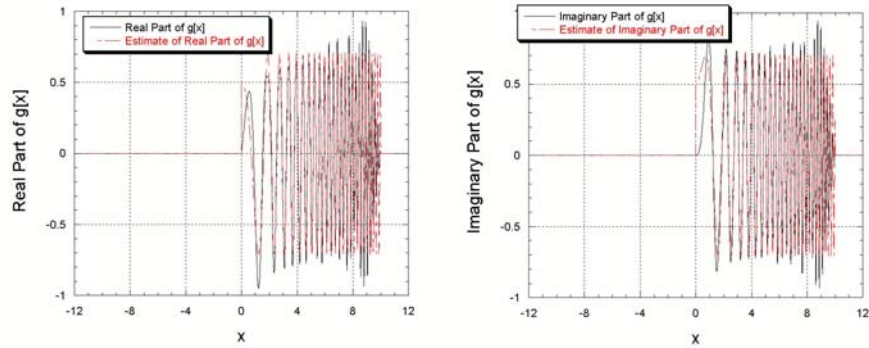 Real Part of g[x]
Estimate of Real Part of g[x]
Real Part of g[x]
1
0.5
0
-0.5
-1
-12
-8
-4
0
4
8
12
X
Imaginary Part of g[x]
Estimate of Imaginary Part of g[x]
Imaginary Part of g[x]
0.5
0
-0.5
-1
-12
-8
-4
0
4
8
12
X